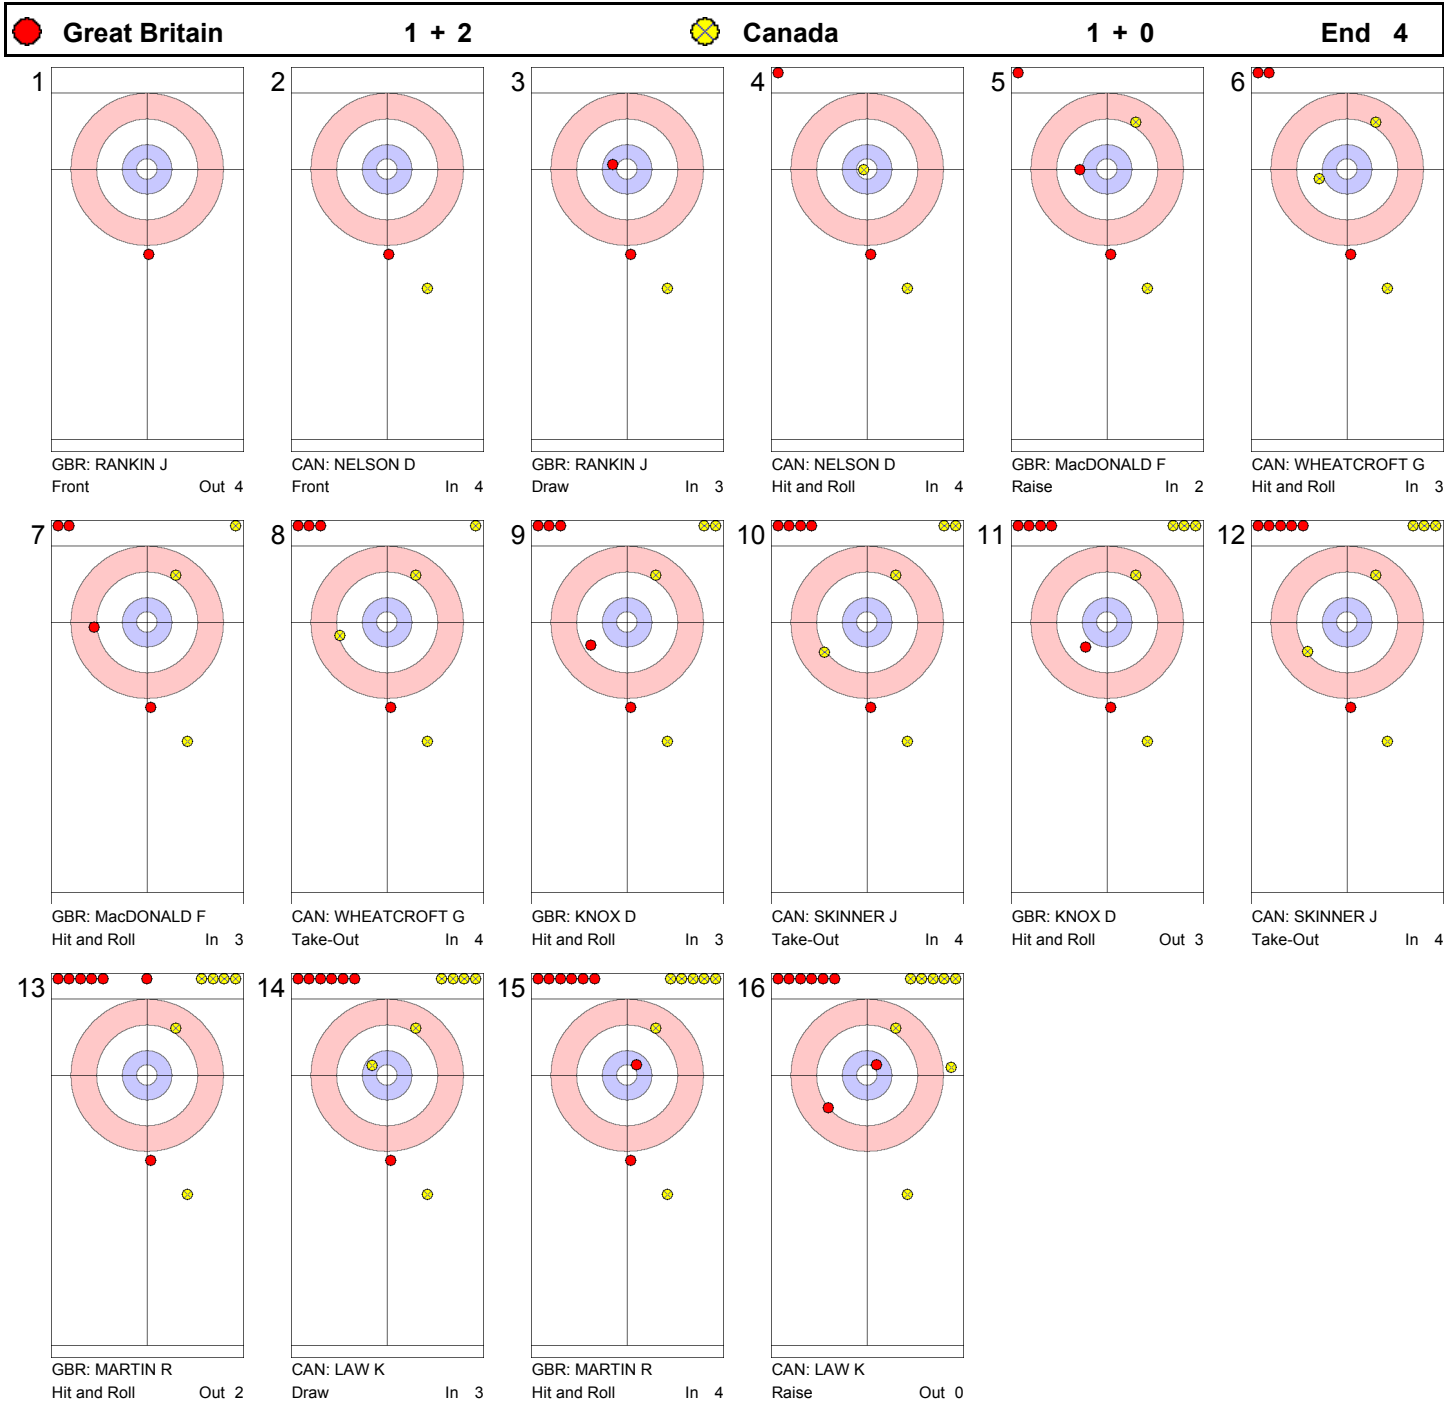 Great Britain 1 + 2 Canada 1 + 0 End 4
1 2 3 4 5 6
GBR: RANKIN J CAN: NELSON D GBR: RANKIN J CAN: NELSON D GBR: MacDONALD F CAN: WHEATCROFT G
Front Out 4 Front In 4 Draw In 3 Hit and Roll In 4 Raise In 2 Hit and Roll In 3
7 8 9 10 11 12
GBR: MacDONALD F CAN: WHEATCROFT G GBR: KNOX D CAN: SKINNER J GBR: KNOX D CAN: SKINNER J
Hit and Roll In 3 Take-Out In 4 Hit and Roll In 3 Take-Out In 4 Hit and Roll Out 3 Take-Out In 4
13 14 15 16
GBR: MARTIN R CAN: LAW K GBR: MARTIN R CAN: LAW K
Hit and Roll Out 2 Draw In 3 Hit and Roll In 4 Raise Out 0